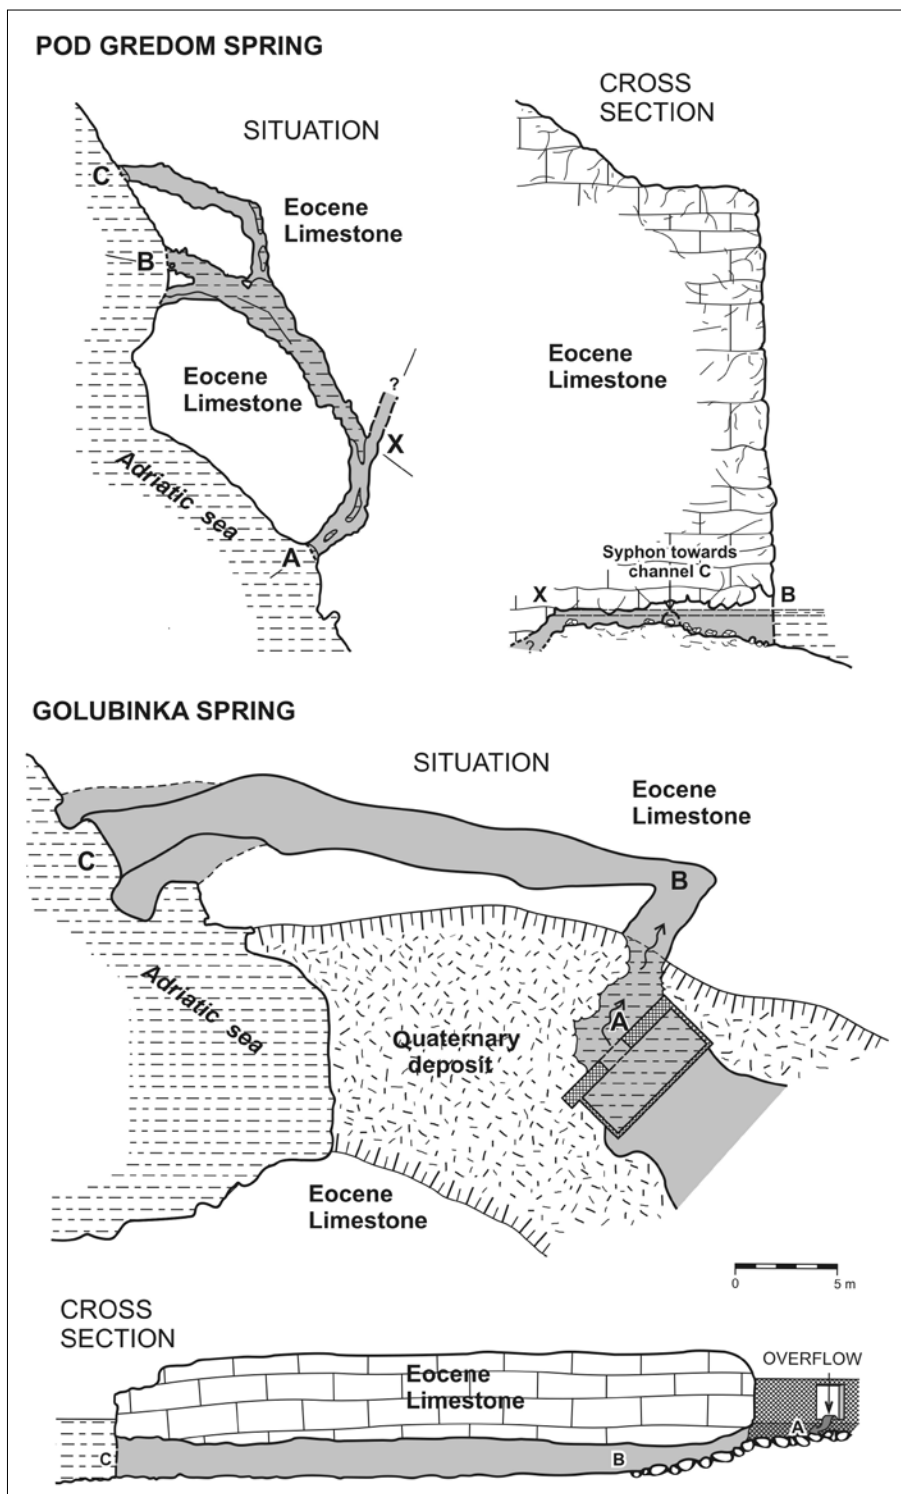 POD GREDOM SPRING
SITUATION
CROSS
SECTION
C
Eocene
Limestone
B
Eocene
Limestone
?
X
Adriatic sea
A
Eocene
Limestone
Syphon towards
channel C
X
B
?
GOLUBINKA SPRING
SITUATION
Eocene
Limestone
C
B
Adriatic sea
A
Quaternary
deposit
Eocene
Limestone
0
5 m
CROSS
SECTION
Eocene
Limestone
OVERFLOW
A
C
B